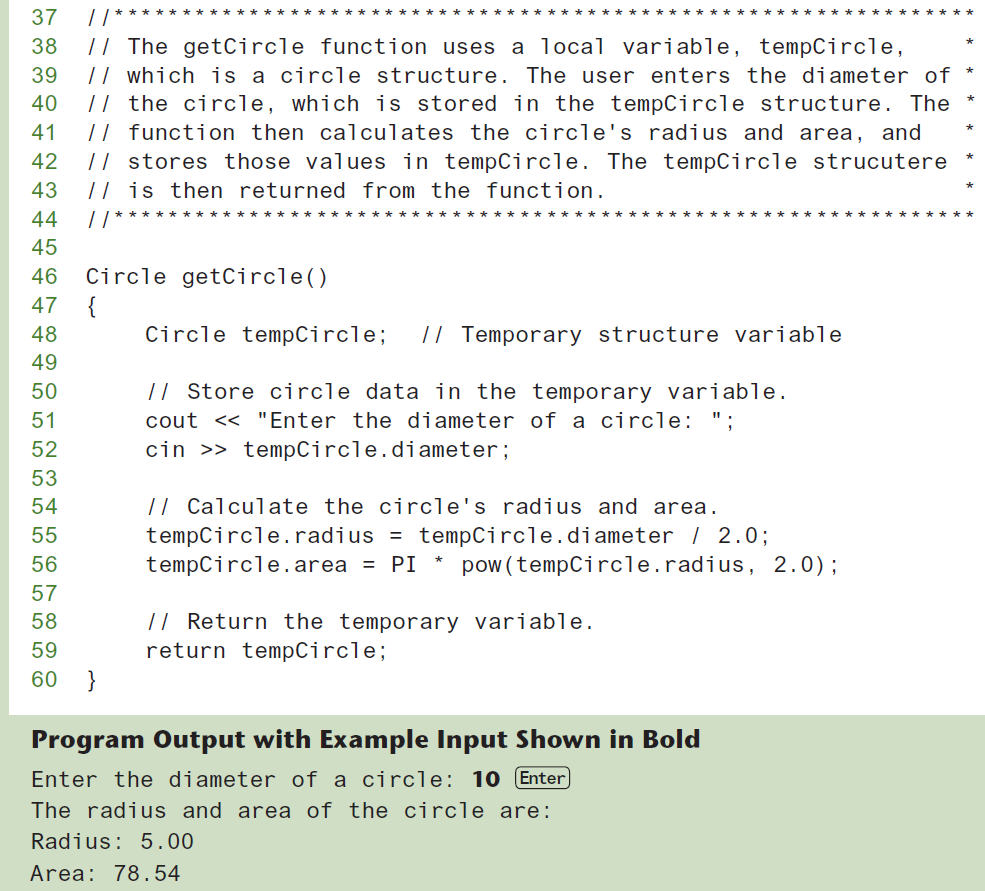 37 //****************************************************************
38 // The getCircle function uses a local variable, tempCircle, *
39 // which is a circle structure. The user enters the diameter of *
40 // the circle, which is stored in the tempCircle structure. The *
41 // function then calculates the circle's radius and area, and *
42 // stores those values in tempCircle. The tempCircle strucutere *
43 // is then returned from the function. *
44 //****************************************************************
45
46 Circle getCircle()
47 {
48 Circle tempCircle; // Temporary structure variable
49
50 // Store circle data in the temporary variable.
51 cout << "Enter the diameter of a circle: ";
52 cin >> tempCircle.diameter;
53
54 // Calculate the circle's radius and area.
55 tempCircle.radius = tempCircle.diameter / 2.0;
56 tempCircle.area = PI * pow(tempCircle.radius, 2.0);
57
58 // Return the temporary variable.
59 return tempCircle;
60 }
Program Output with Example Input Shown in Bold
Enter the diameter of a circle: 10 Enter
The radius and area of the circle are:
Radius: 5.00
Area: 78.54